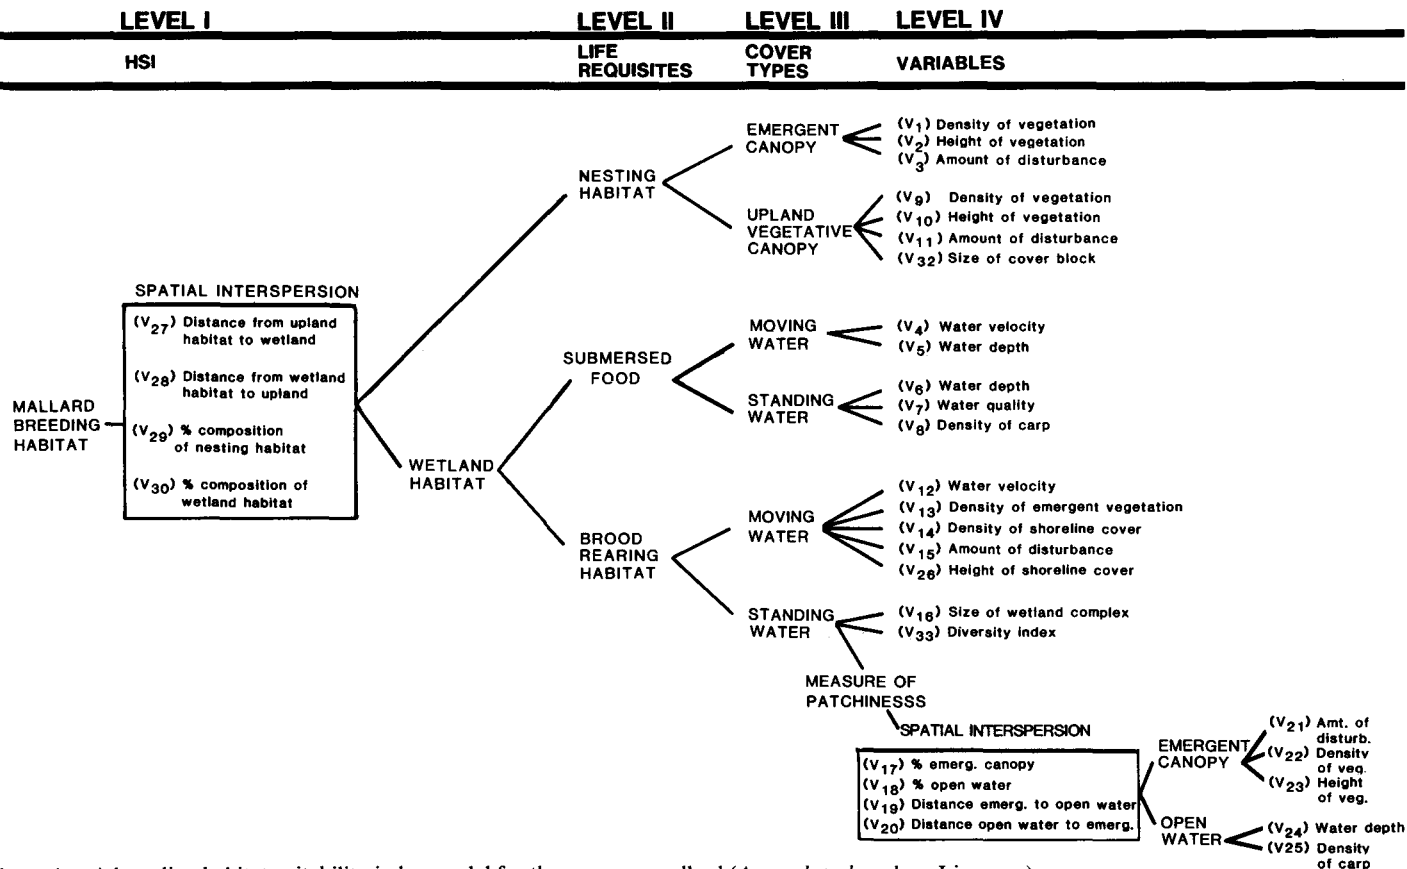 LEVEL I LEVEL II LEVEL III LEVEL IV
HSI LIFE REQUISITES COVER TYPES VARIABLES
EMERGENT
CANOPY
(V1) Density of vegetation
(V2) Height of vegetation
(V3) Amount of disturbance
NESTING
HABITAT
UPLAND
VEGETATIVE
CANOPY
(V9) Density of vegetation
(V10) Height of vegetation
(V11) Amount of disturbance
(V32) Size of cover block
SPATIAL INTERSPERSION
(V27) Distance from upland
habitat to wetland
(V28) Distance from wetland
habitat to upland
(V29) % composition
of nesting habitat
(V30) % composition of
wetland habitat
MALLARD
BREEDING
HABITAT
MOVING
WATER
(V4) Water velocity
(V5) Water depth
SUBMERSED
FOOD
STANDING
WATER
(V6) Water depth
(V7) Water quality
(V8) Density of carp
WETLAND
HABITAT
BROOD
REARING
HABITAT
MOVING
WATER
(V12) Water velocity
(V13) Density of emergent vegetation
(V14) Density of shoreline cover
(V15) Amount of disturbance
(V26) Height of shoreline cover
STANDING
WATER
(V16) Size of wetland complex
(V33) Diversity index
MEASURE OF
PATCHINESSS
SPATIAL INTERSPERSION
(V17) % emerg. canopy
(V18) % open water
(V19) Distance emerg. to open water
(V20) Distance open water to emerg.
EMERGENT
CANOPY
(V21) Amt. of
disturb.
(V22) Density
of veg.
(V23) Height
of veg.
OPEN
WATER
(V24) Water depth
(V25) Density
of carp